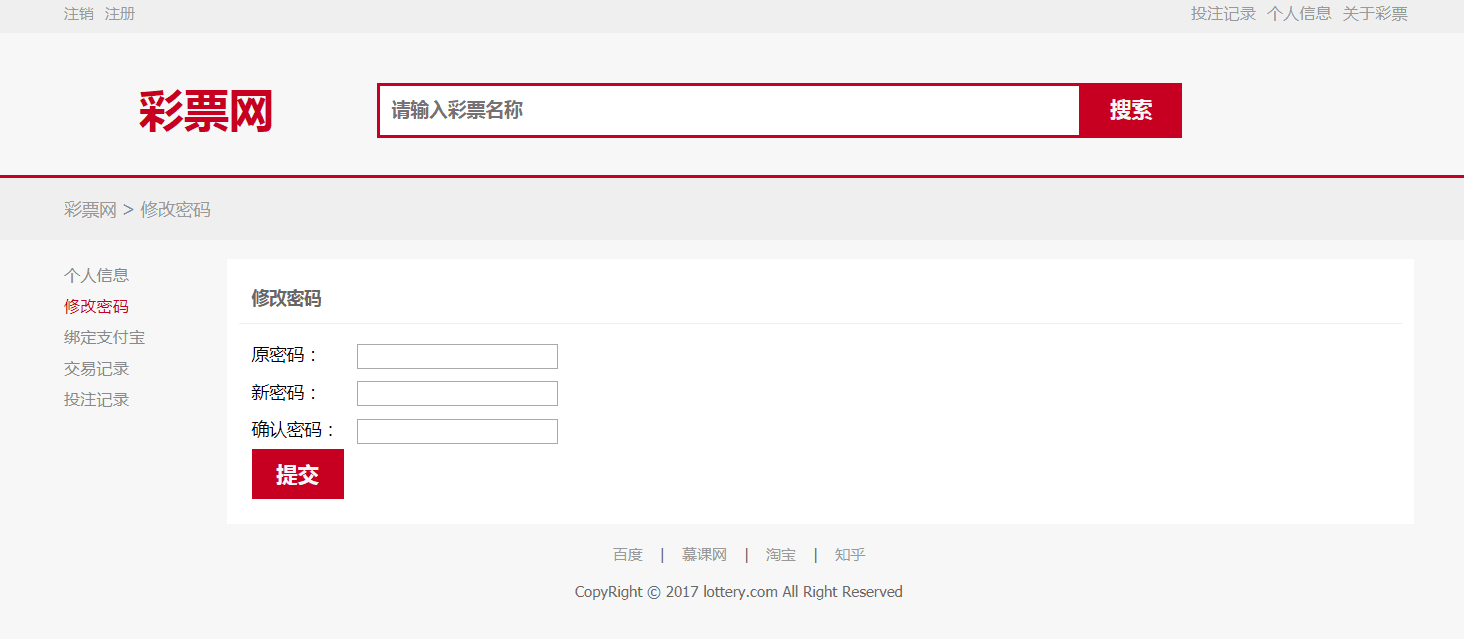 注销 注册 投注记录 个人信息 关于彩票
彩票网 请输入彩票名称 搜索
彩票网 > 修改密码
个人信息
修改密码
绑定支付宝
交易记录
投注记录
修改密码
原密码：
新密码：
确认密码：
提交
百度 | 慕课网 | 淘宝 | 知乎
CopyRight © 2017 lottery.com All Right Reserved